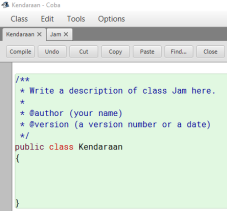 Kendaraan - Coba
Class Edit Tools Options
Kendaraan X Jam X
Compile Undo Cut Copy Paste Find... Close
/**
 * Write a description of class Jam here.
 *
 * @author (your name)
 * @version (a version number or a date)
 */
public class Kendaraan
{
}